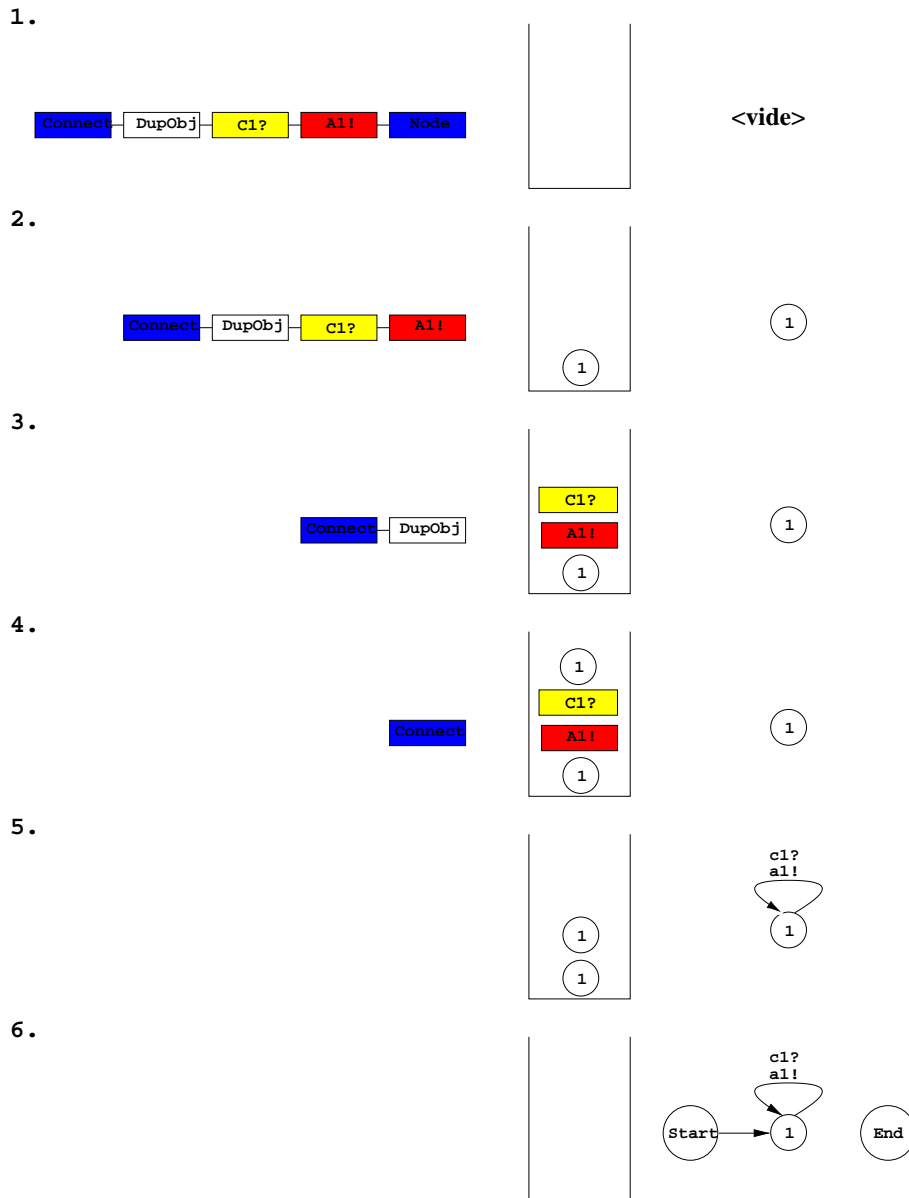 1.
Connect DupObj C1? A1! Node <vide>
2.
Connect DupObj C1? A1! 1
1
3.
C1?
Connect DupObj A1! 1
1
4.
1
C1?
Connect A1! 1
1
5.
c1?
a1!
1 1
1
6.
c1?
a1!
Start 1 End